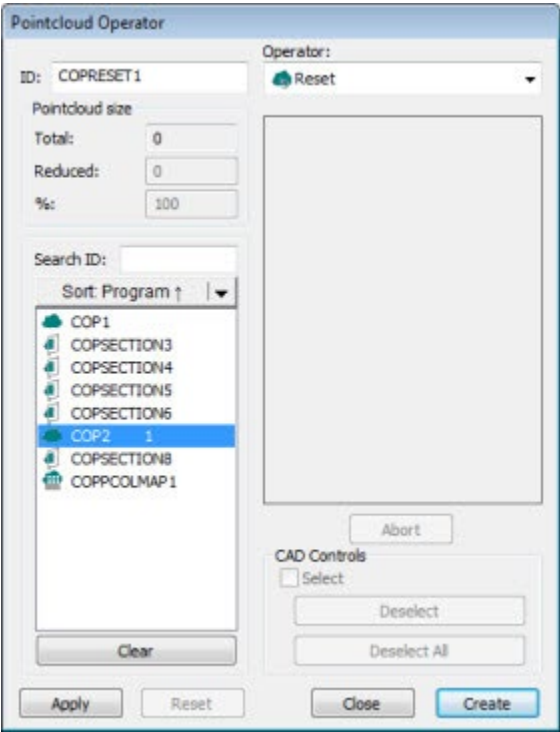 Pointcloud Operator
ID: COPRESET1
Operator:
Reset
Pointcloud size
Total: 0
Reduced: 0
%: 100
Search ID:
Sort: Program ↑
COP1
COPSECTION3
COPSECTION4
COPSECTION5
COPSECTION6
COP2 1
COPSECTION8
COPPCOLMAP1
Clear
Abort
CAD Controls
Select
Deselect
Deselect All
Apply
Reset
Close
Create